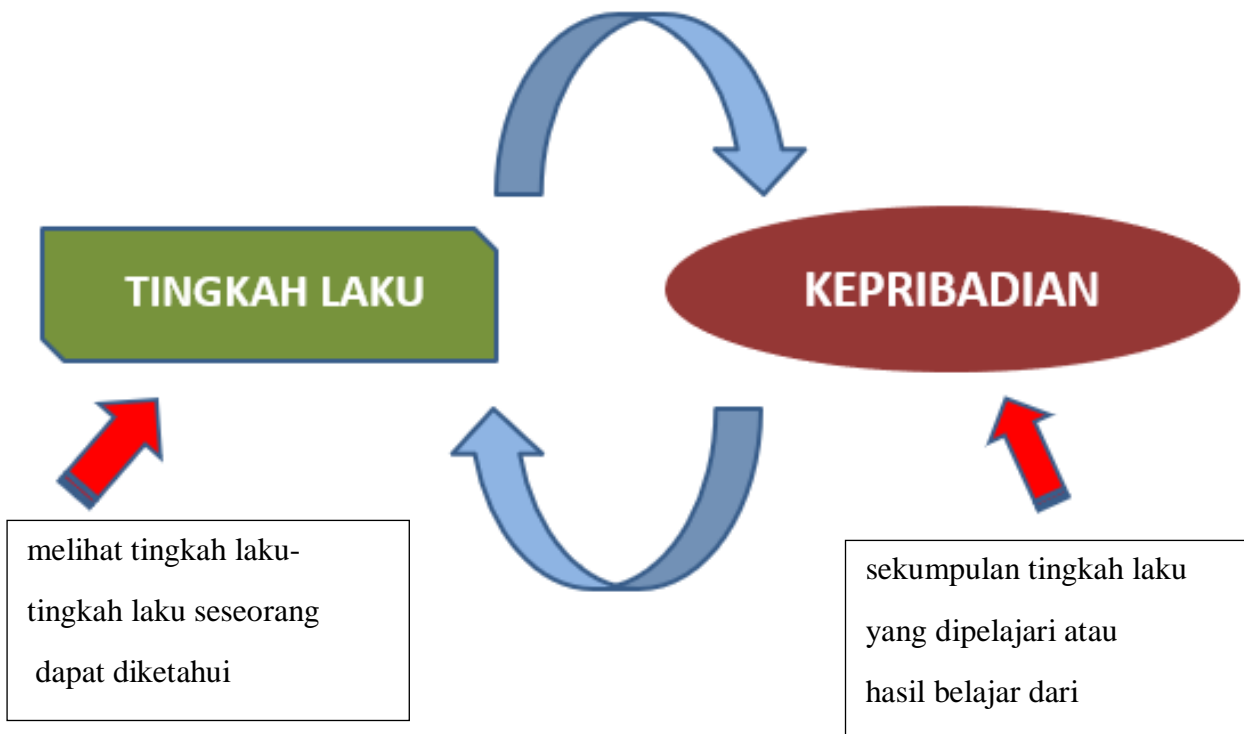 TINGKAH LAKU
KEPRIBADIAN
melihat tingkah laku-
tingkah laku seseorang
dapat diketahui
sekumpulan tingkah laku
yang dipelajari atau
hasil belajar dari